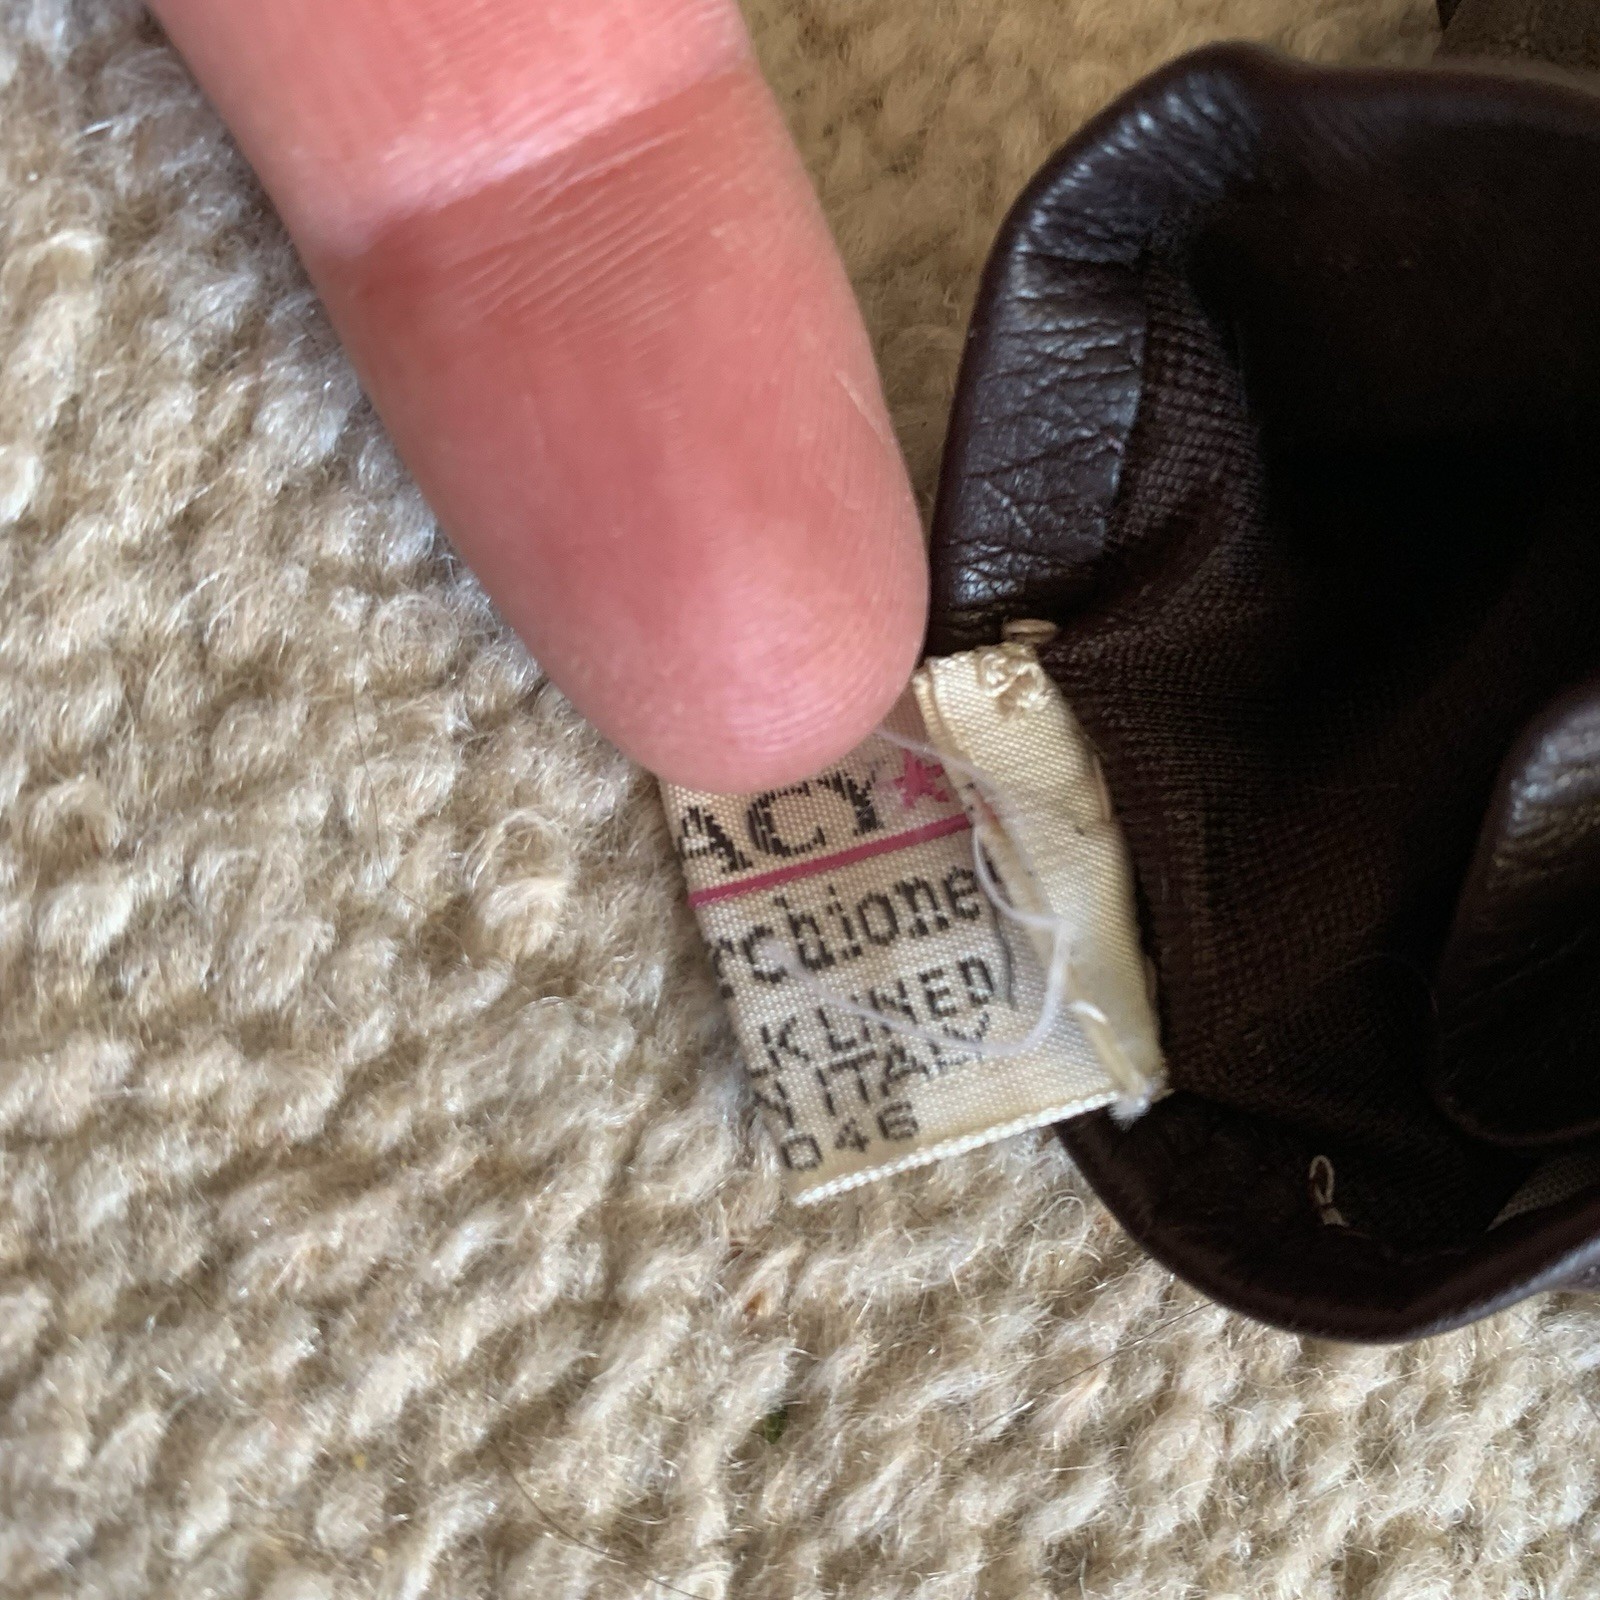 ACY★
rchione
LK LINED
N ITALY
046